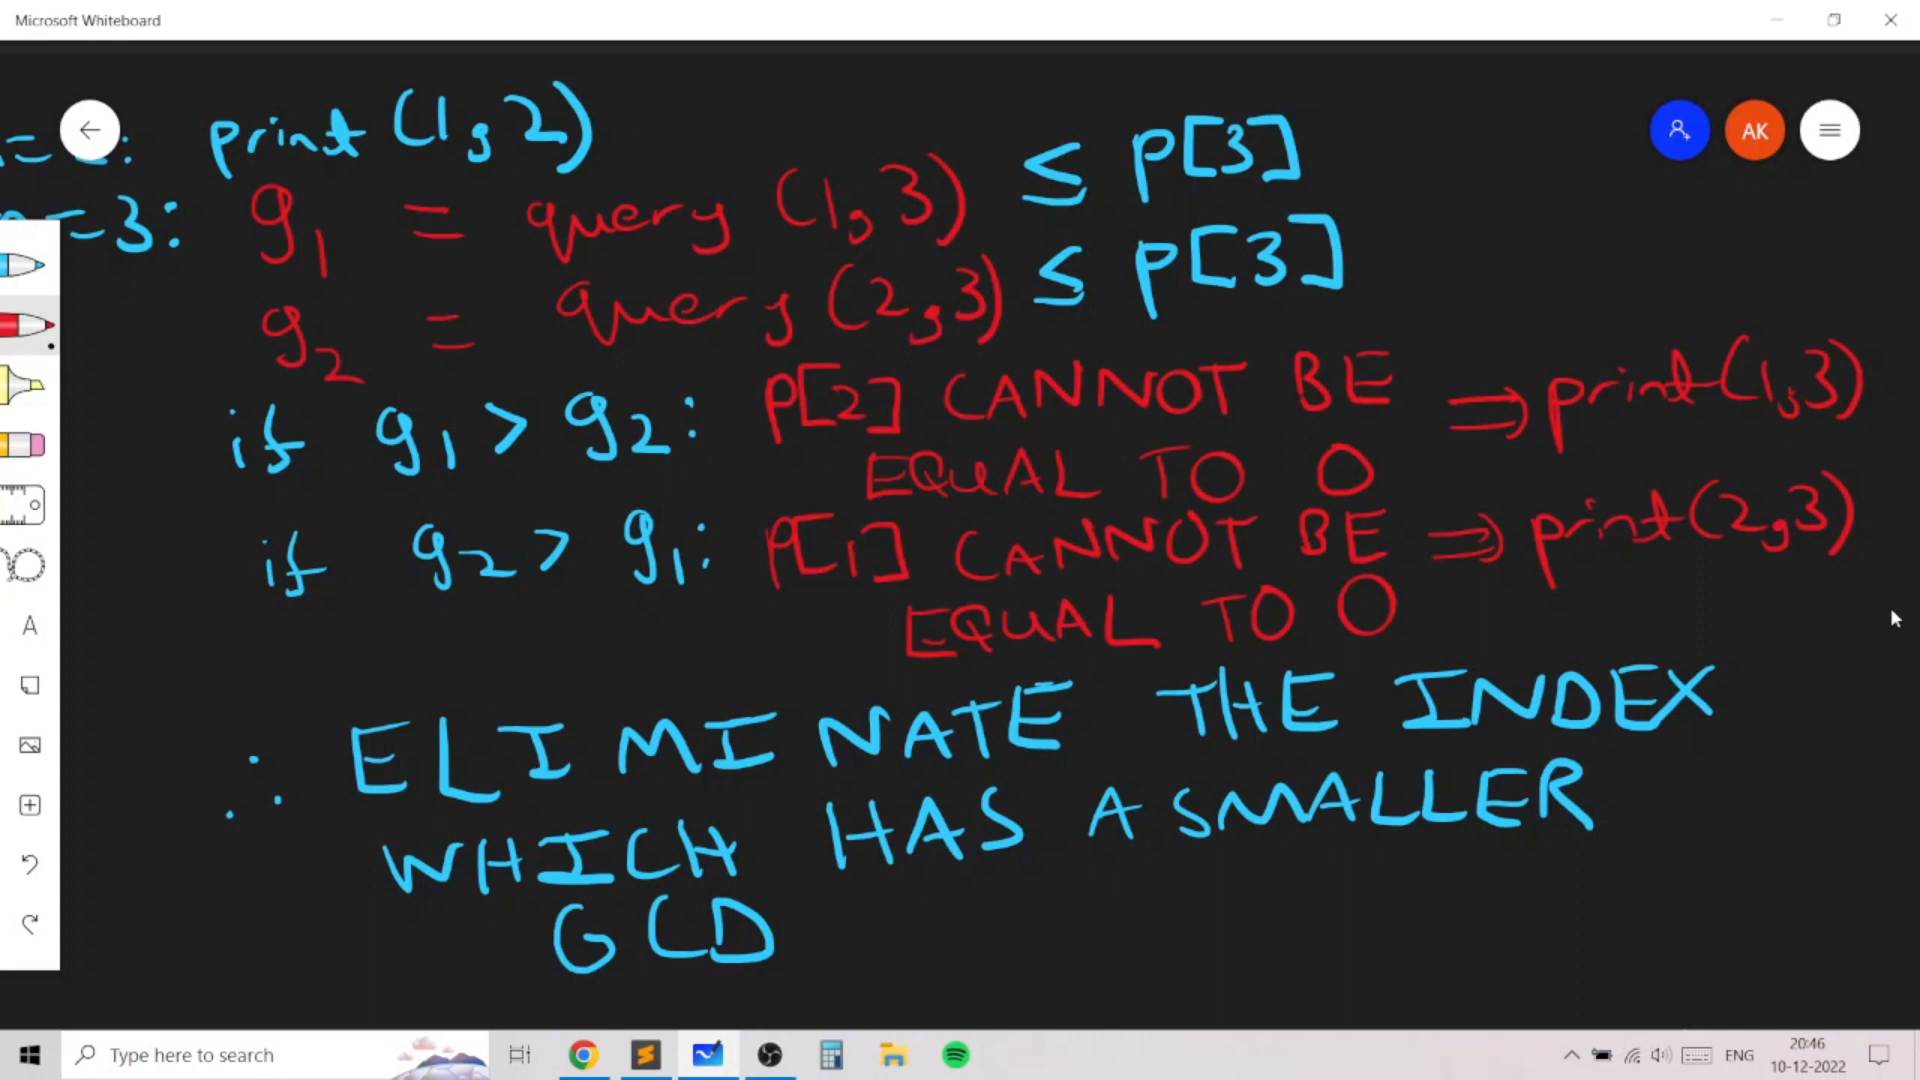 Microsoft Whiteboard
print (1, 2)
=3: g1 = query (1, 3) ≤ p[3]
g2 = query (2, 3) ≤ p[3]
if g1 > g2: p[2] CANNOT BE ⇒ print (1, 3)
EQUAL TO 0
if g2 > g1: p[1] CANNOT BE ⇒ print (2, 3)
EQUAL TO 0
∴ ELIMINATE THE INDEX
WHICH HAS A SMALLER
GCD
AK
A
Type here to search
ENG
20:46
10-12-2022